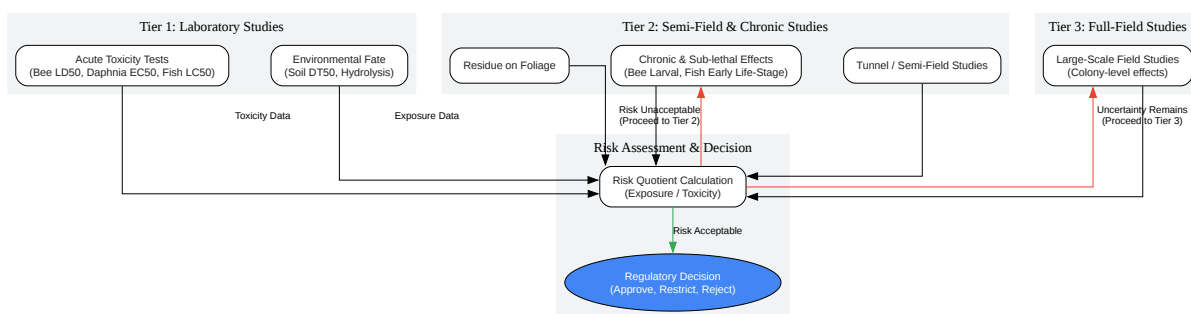 Tier 1: Laboratory Studies
Acute Toxicity Tests
(Bee LD50, Daphnia EC50, Fish LC50)
Environmental Fate
(Soil DT50, Hydrolysis)
Tier 2: Semi-Field & Chronic Studies
Residue on Foliage
Chronic & Sub-lethal Effects
(Bee Larval, Fish Early Life-Stage)
Tunnel / Semi-Field Studies
Tier 3: Full-Field Studies
Large-Scale Field Studies
(Colony-level effects)
Toxicity Data
Exposure Data
Risk Unacceptable
(Proceed to Tier 2)
Uncertainty Remains
(Proceed to Tier 3)
Risk Assessment & Decision
Risk Quotient Calculation
(Exposure / Toxicity)
Risk Acceptable
Regulatory Decision
(Approve, Restrict, Reject)